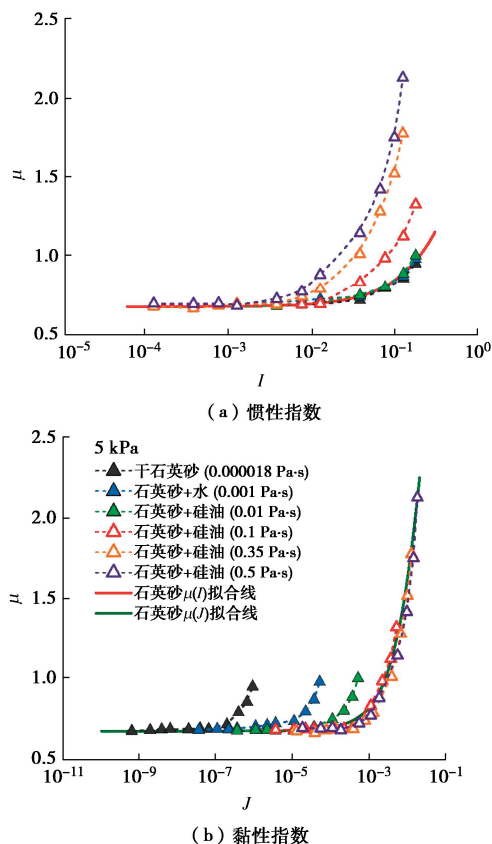 2.5
2.0
1.5
1.0
0.5
μ
10⁻⁵
10⁻⁴
10⁻³
10⁻²
10⁻¹
10⁰
I
(a) 惯性指数
2.5
2.0
1.5
1.0
0.5
μ
5 kPa
干石英砂 (0.000018 Pa·s)
石英砂+水 (0.001 Pa·s)
石英砂+硅油 (0.01 Pa·s)
石英砂+硅油 (0.1 Pa·s)
石英砂+硅油 (0.35 Pa·s)
石英砂+硅油 (0.5 Pa·s)
石英砂μ(I)拟合线
石英砂μ(J)拟合线
10⁻¹¹
10⁻⁹
10⁻⁷
10⁻⁵
10⁻³
10⁻¹
J
(b) 黏性指数